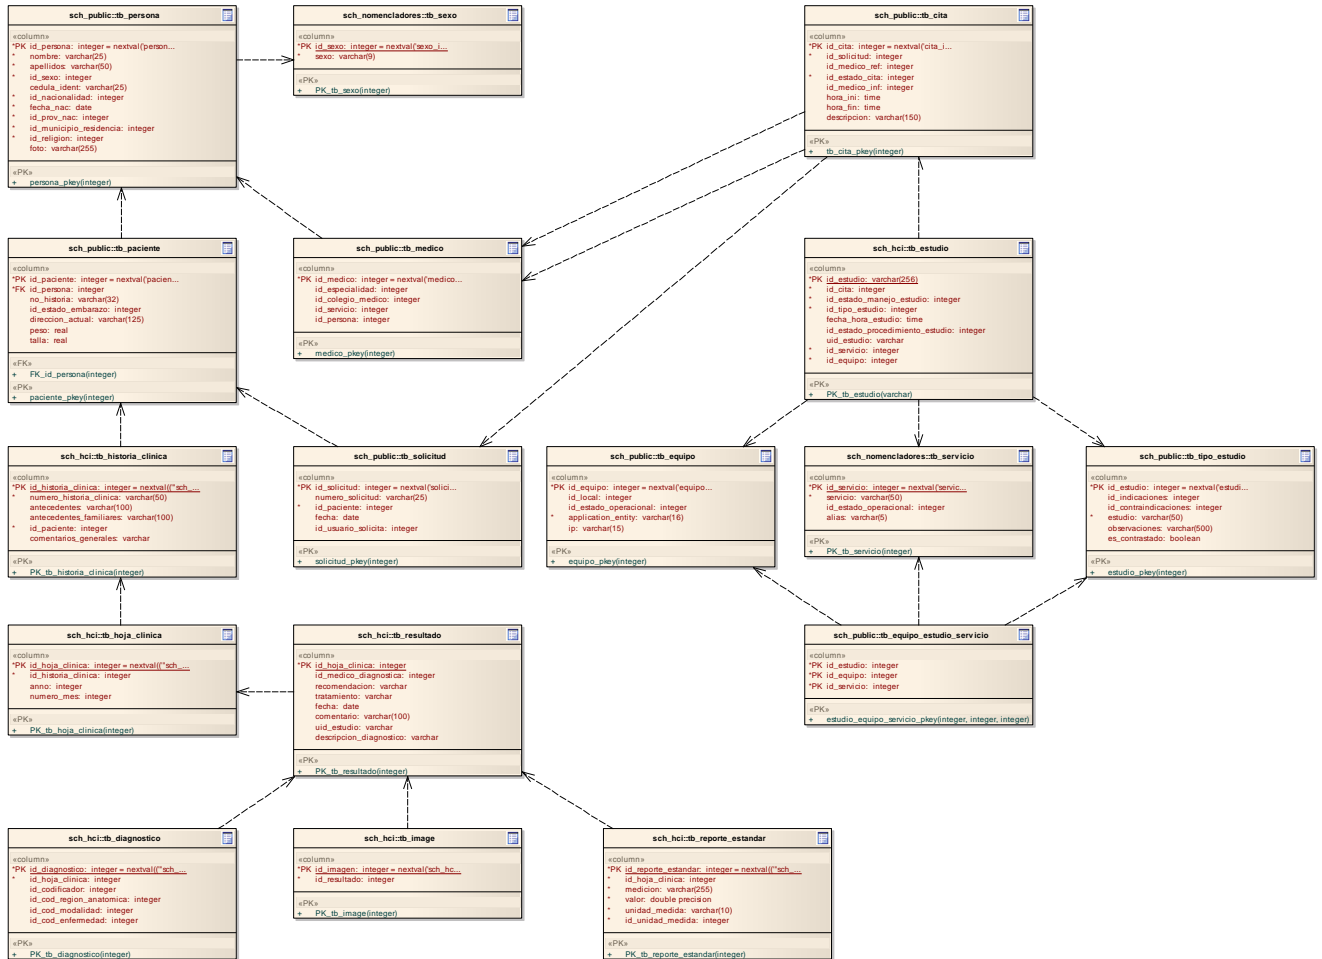 sch_public::tb_persona
«column»
*PK id_persona: integer = nextval('person...
* nombre: varchar(25)
* apellidos: varchar(50)
* id_sexo: integer
cedula_ident: varchar(25)
* id_nacionalidad: integer
* fecha_nac: date
* id_prov_nac: integer
* id_municipio_residencia: integer
* id_religion: integer
foto: varchar(255)
«PK»
+ persona_pkey(integer)
sch_nomencladores::tb_sexo
«column»
*PK id_sexo: integer = nextval('sexo_i...
* sexo: varchar(9)
«PK»
+ PK_tb_sexo(integer)
sch_public::tb_cita
«column»
*PK id_cita: integer = nextval('cita_i...
* id_solicitud: integer
id_medico_ref: integer
* id_estado_cita: integer
id_medico_inf: integer
hora_ini: time
hora_fin: time
descripcion: varchar(150)
«PK»
+ tb_cita_pkey(integer)
sch_public::tb_paciente
«column»
*PK id_paciente: integer = nextval('pacien...
*FK id_persona: integer
no_historia: varchar(32)
id_estado_embarazo: integer
direccion_actual: varchar(125)
peso: real
talla: real
«FK»
+ FK_id_persona(integer)
«PK»
+ paciente_pkey(integer)
sch_public::tb_medico
«column»
*PK id_medico: integer = nextval('medico...
id_especialidad: integer
id_colegio_medico: integer
id_servicio: integer
id_persona: integer
«PK»
+ medico_pkey(integer)
sch_hci::tb_estudio
«column»
*PK id_estudio: varchar(256)
* id_cita: integer
* id_estado_manejo_estudio: integer
* id_tipo_estudio: integer
fecha_hora_estudio: time
id_estado_procedimiento_estudio: integer
uid_estudio: varchar
* id_servicio: integer
* id_equipo: integer
«PK»
+ PK_tb_estudio(varchar)
sch_hci::tb_historia_clinica
«column»
*PK id_historia_clinica: integer = nextval(("sch_...
* numero_historia_clinica: varchar(50)
antecedentes: varchar(100)
antecedentes_familiares: varchar(100)
* id_paciente: integer
comentarios_generales: varchar
«PK»
+ PK_tb_historia_clinica(integer)
sch_public::tb_solicitud
«column»
*PK id_solicitud: integer = nextval('solici...
numero_solicitud: varchar(25)
* id_paciente: integer
fecha: date
id_usuario_solicita: integer
«PK»
+ solicitud_pkey(integer)
sch_public::tb_equipo
«column»
*PK id_equipo: integer = nextval('equipo...
id_local: integer
id_estado_operacional: integer
* application_entity: varchar(16)
ip: varchar(15)
«PK»
+ equipo_pkey(integer)
sch_nomencladores::tb_servicio
«column»
*PK id_servicio: integer = nextval('servic...
* servicio: varchar(50)
id_estado_operacional: integer
alias: varchar(5)
«PK»
+ PK_tb_servicio(integer)
sch_public::tb_tipo_estudio
«column»
*PK id_estudio: integer = nextval('estudi...
id_indicaciones: integer
id_contraindicaciones: integer
* estudio: varchar(50)
observaciones: varchar(500)
es_contrastado: boolean
«PK»
+ estudio_pkey(integer)
sch_hci::tb_hoja_clinica
«column»
*PK id_hoja_clinica: integer = nextval(("sch_...
* id_historia_clinica: integer
anno: integer
numero_mes: integer
«PK»
+ PK_tb_hoja_clinica(integer)
sch_hci::tb_resultado
«column»
*PK id_hoja_clinica: integer
id_medico_diagnostica: integer
recomendacion: varchar
tratamiento: varchar
fecha: date
comentario: varchar(100)
uid_estudio: varchar
descripcion_diagnostico: varchar
«PK»
+ PK_tb_resultado(integer)
sch_public::tb_equipo_estudio_servicio
«column»
*PK id_estudio: integer
*PK id_equipo: integer
*PK id_servicio: integer
«PK»
+ estudio_equipo_servicio_pkey(integer, integer, integer)
sch_hci::tb_diagnostico
«column»
*PK id_diagnostico: integer = nextval(("sch_...
* id_hoja_clinica: integer
id_codificador: integer
id_cod_region_anatomica: integer
id_cod_modalidad: integer
id_cod_enfermedad: integer
«PK»
+ PK_tb_diagnostico(integer)
sch_hci::tb_image
«column»
*PK id_imagen: integer = nextval('sch_hc...
* id_resultado: integer
«PK»
+ PK_tb_image(integer)
sch_hci::tb_reporte_estandar
«column»
*PK id_reporte_estandar: integer = nextval(("sch_...
* id_hoja_clinica: integer
* medicion: varchar(255)
* valor: double precision
* unidad_medida: varchar(10)
* id_unidad_medida: integer
«PK»
+ PK_tb_reporte_estandar(integer)